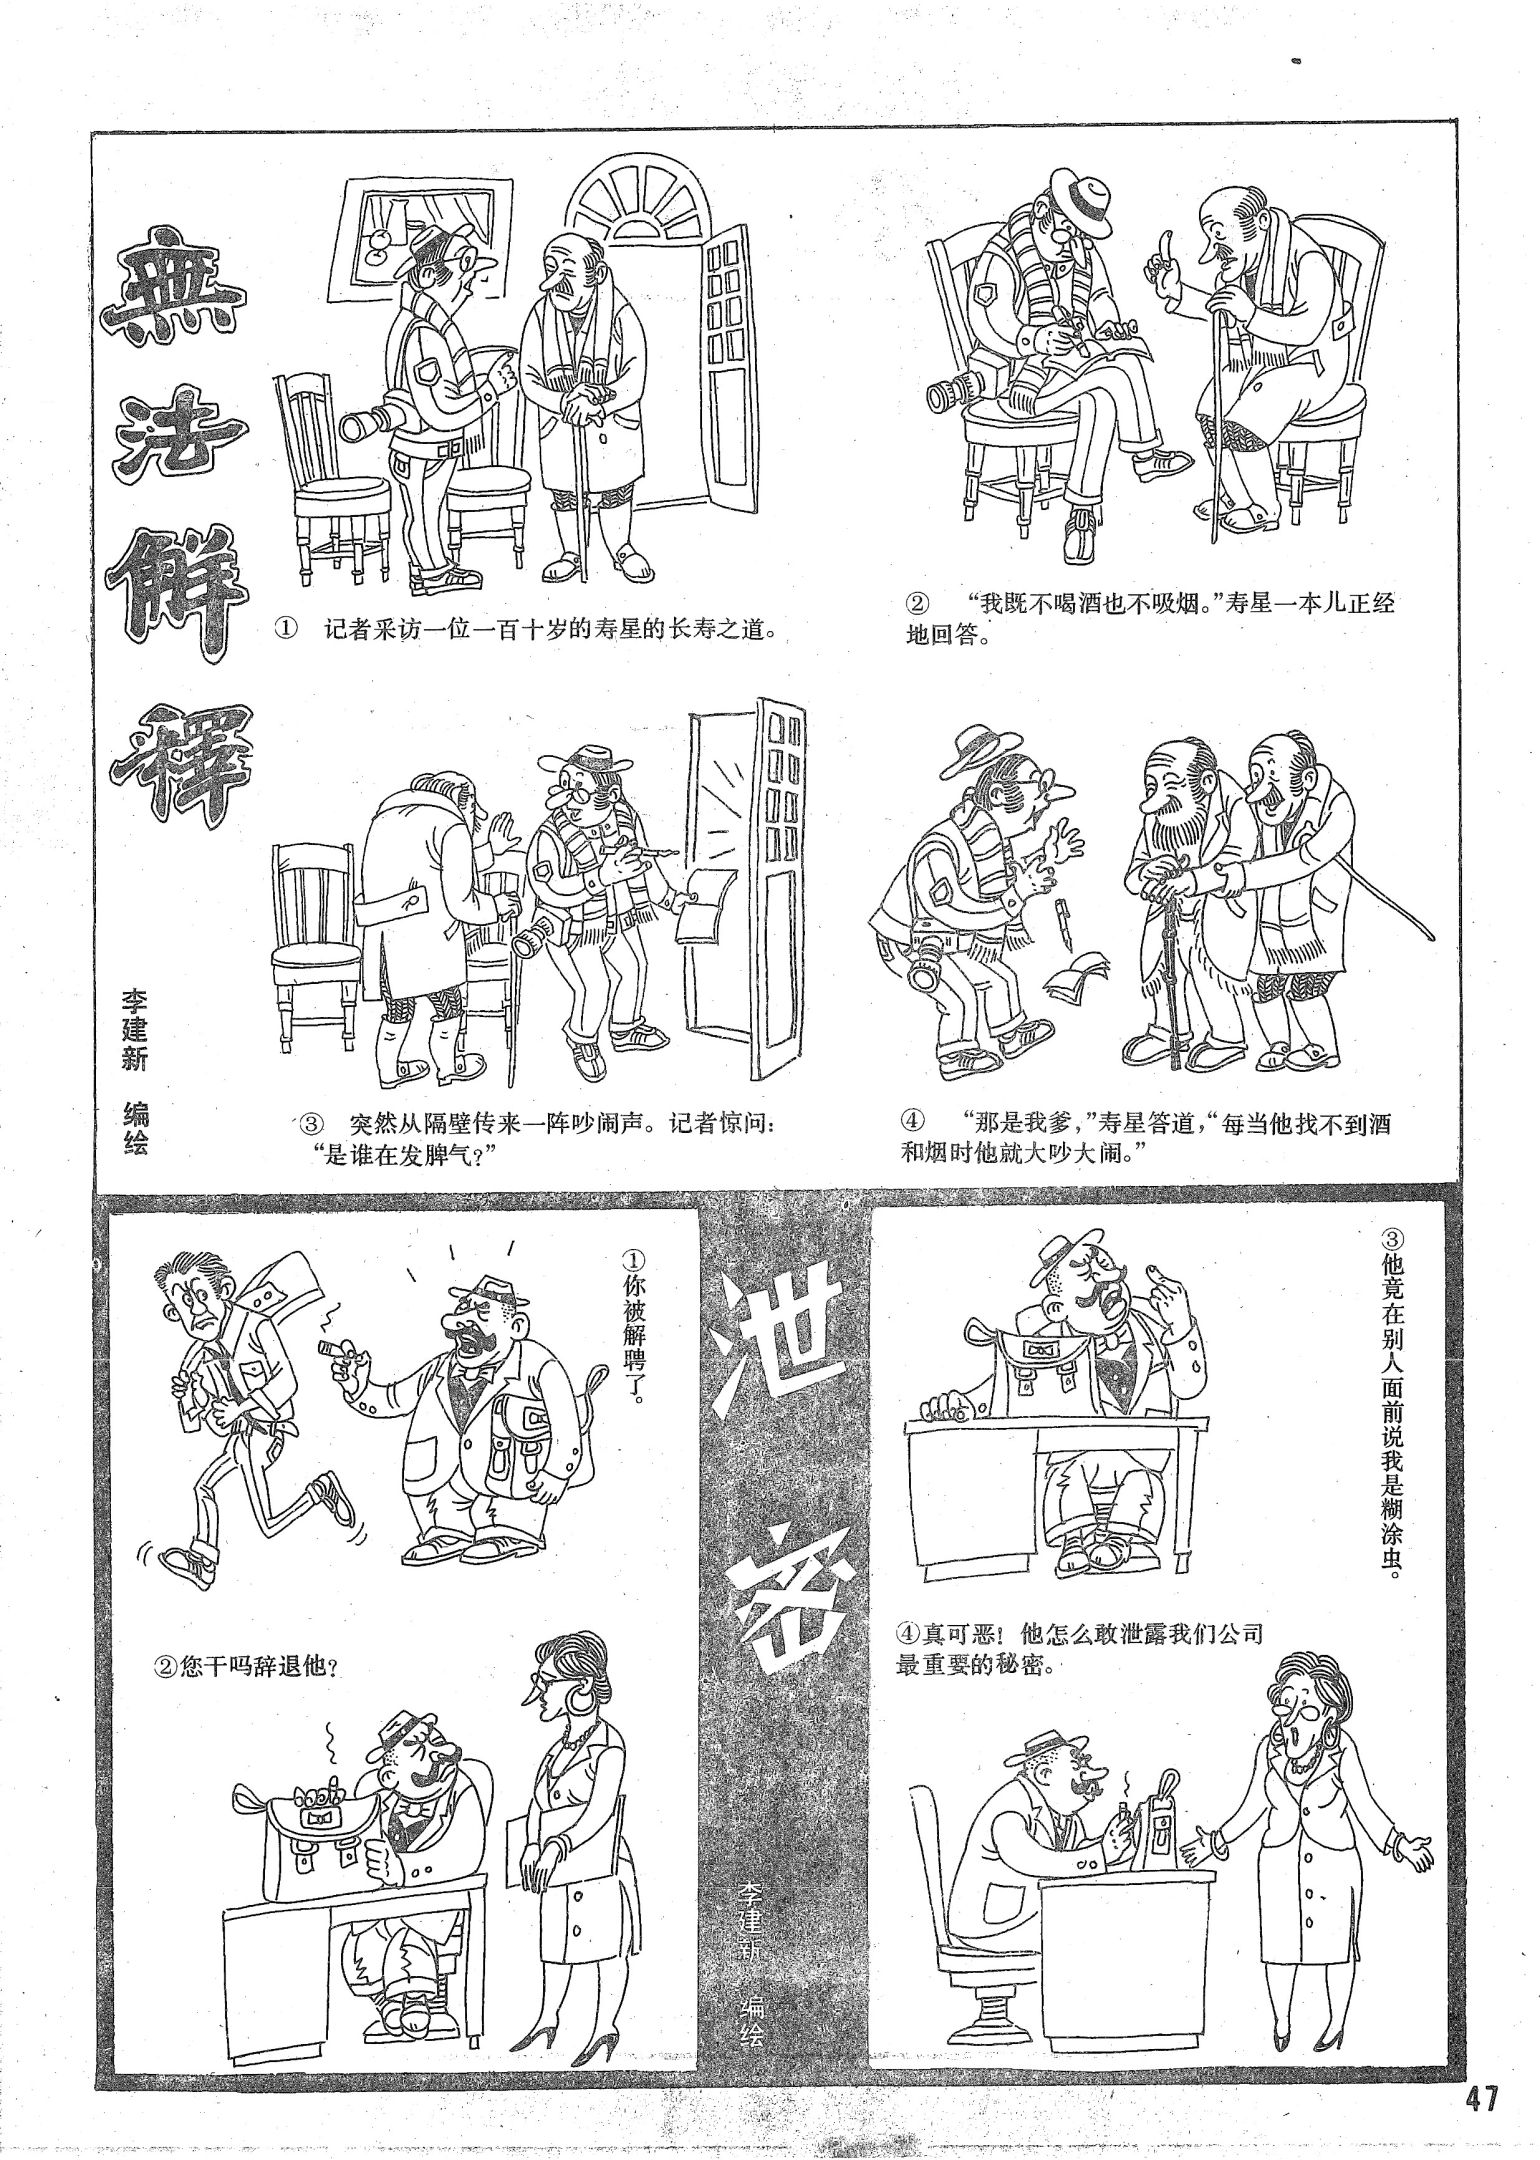 無法解釋
① 记者采访一位一百十岁的寿星的长寿之道。
② “我既不喝酒也不吸烟。”寿星一本儿正经
地回答。
③ 突然从隔壁传来一阵吵闹声。记者惊问：
“是谁在发脾气？”
④ “那是我爹，”寿星答道，“每当他找不到酒
和烟时他就大吵大闹。”
李建新 编绘
泄密
①你被解聘了。
②您干吗辞退他？
③他竟在别人面前说我是糊涂虫。
④真可恶！他怎么敢泄露我们公司
最重要的秘密。
李建新 编绘
47